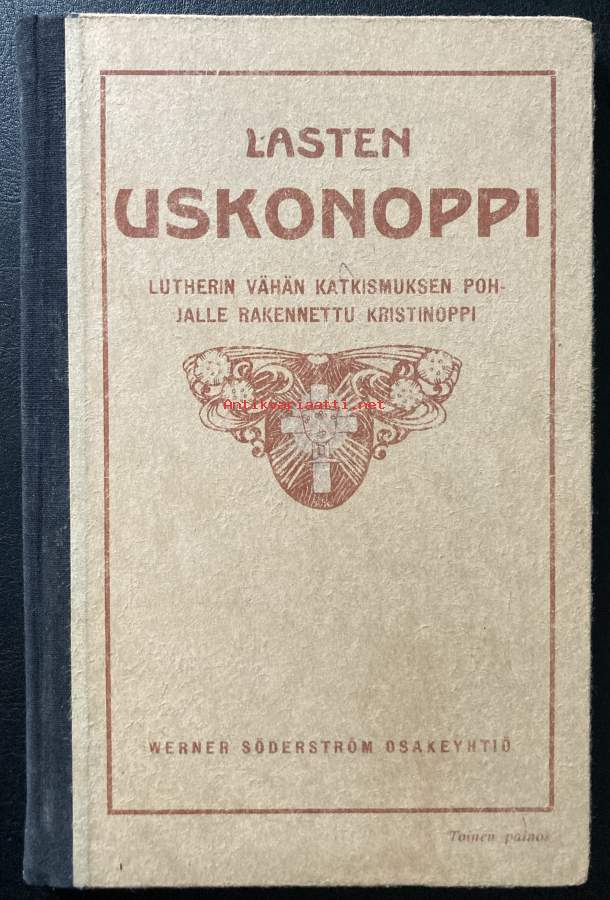 LASTEN
USKONOPPI
LUTHERIN VÄHÄN KATKISMUKSEN POH-
JALLE RAKENNETTU KRISTINOPPI
Antikvariaatti.net
WERNER SÖDERSTRÖM OSAKEYHTIÖ
Toinen painos